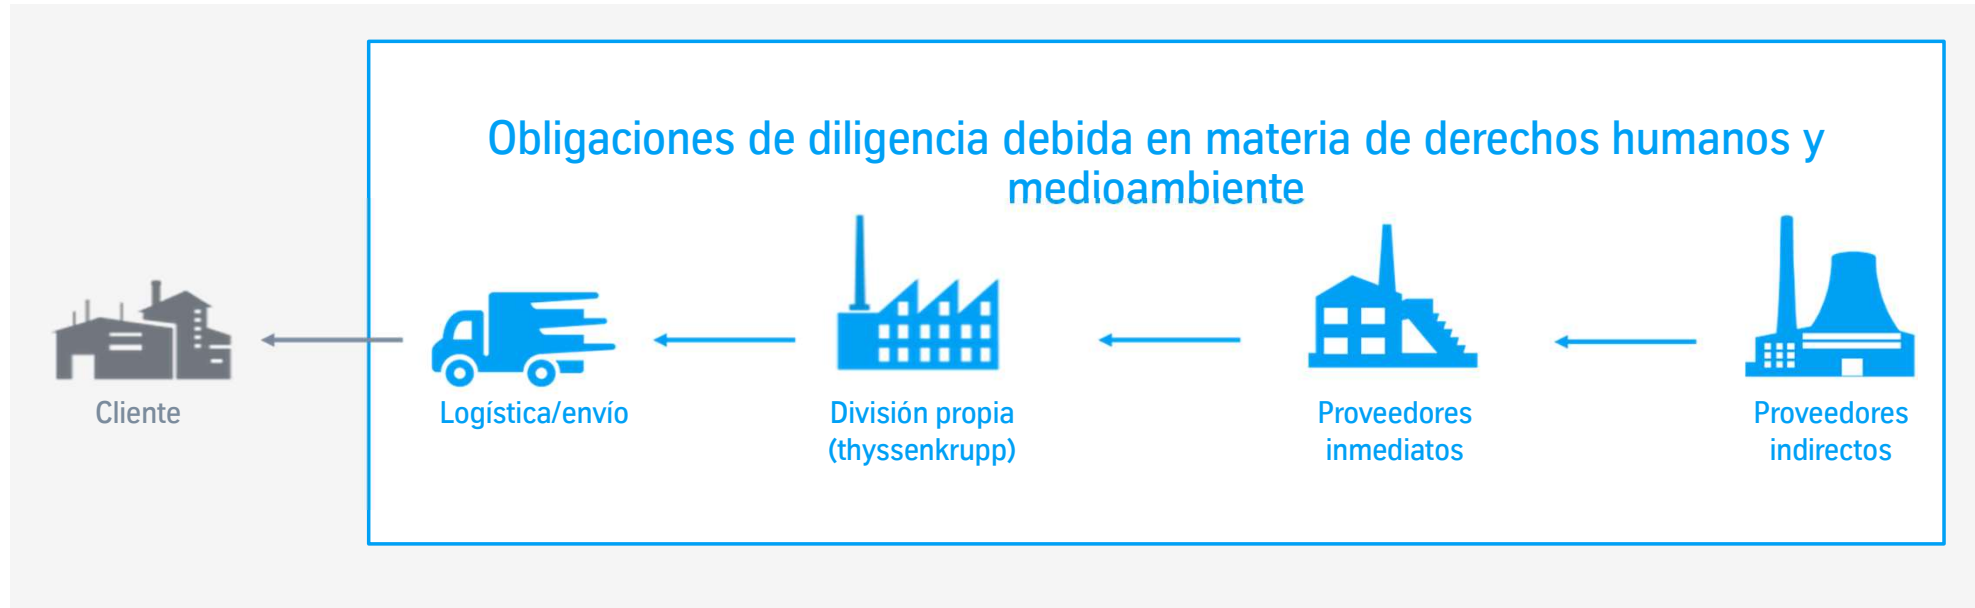 Obligaciones de diligencia debida en materia de derechos humanos y
medioambiente
Cliente
Logística/envío
División propia
(thyssenkrupp)
Proveedores
inmediatos
Proveedores
indirectos